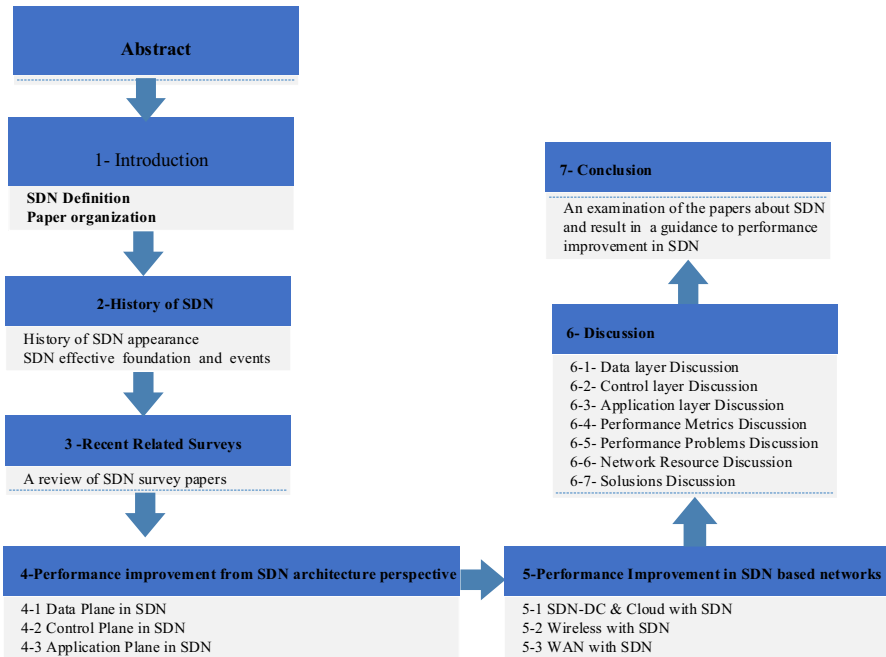 Abstract
1- Introduction
SDN Definition
Paper organization
2-History of SDN
History of SDN appearance
SDN effective foundation and events
3 -Recent Related Surveys
A review of SDN survey papers
4-Performance improvement from SDN architecture perspective
4-1 Data Plane in SDN
4-2 Control Plane in SDN
4-3 Application Plane in SDN
5-Performance Improvement in SDN based networks
5-1 SDN-DC & Cloud with SDN
5-2 Wireless with SDN
5-3 WAN with SDN
6- Discussion
6-1- Data layer Discussion
6-2- Control layer Discussion
6-3- Application layer Discussion
6-4- Performance Metrics Discussion
6-5- Performance Problems Discussion
6-6- Network Resource Discussion
6-7- Solusions Discussion
7- Conclusion
An examination of the papers about SDN
and result in a guidance to performance
improvement in SDN